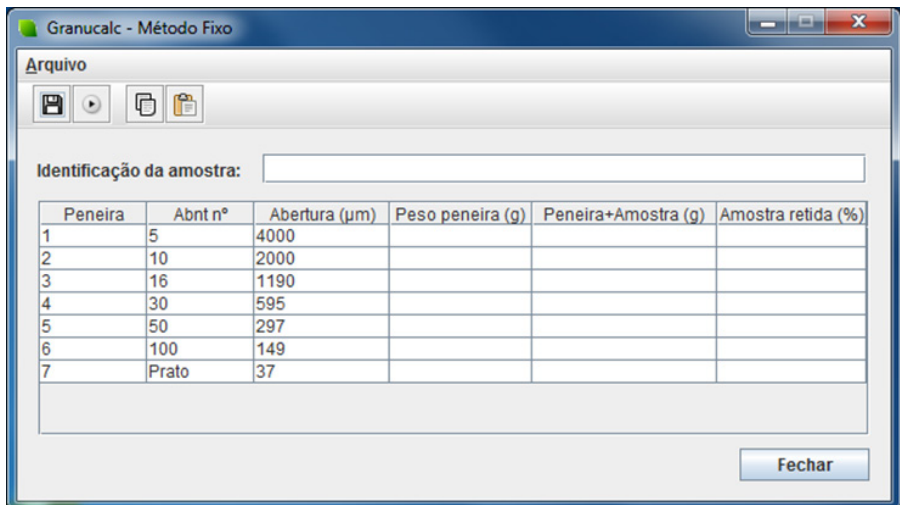 Granucalc - Método Fixo
Arquivo
Identificação da amostra:
Peneira Abnt nº Abertura (µm) Peso peneira (g) Peneira+Amostra (g) Amostra retida (%)
1 5 4000
2 10 2000
3 16 1190
4 30 595
5 50 297
6 100 149
7 Prato 37
Fechar